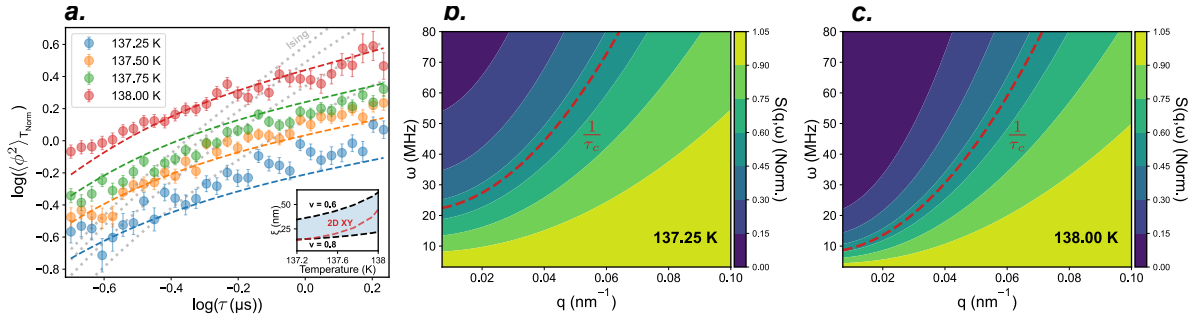 a.
log(⟨ϕ²⟩τ_Norm)
0.6
0.4
0.2
0.0
−0.2
−0.4
−0.6
−0.8
137.25 K
137.50 K
137.75 K
138.00 K
Ising
ξ (nm)
50
25
ν = 0.6
2D XY
ν = 0.8
137.2
137.6
138
Temperature (K)
−0.6
−0.4
−0.2
0.0
0.2
log(τ (μs))
b.
ω (MHz)
80
70
60
50
40
30
20
10
1/τc
137.25 K
0.02
0.04
0.06
0.08
0.10
q (nm⁻¹)
1.05
0.90
0.75
0.60
0.45
0.30
0.15
0.00
S(q,ω) (Norm.)
c.
ω (MHz)
80
70
60
50
40
30
20
10
1/τc
138.00 K
0.02
0.04
0.06
0.08
0.10
q (nm⁻¹)
1.05
0.90
0.75
0.60
0.45
0.30
0.15
0.00
S(q,ω) (Norm.)